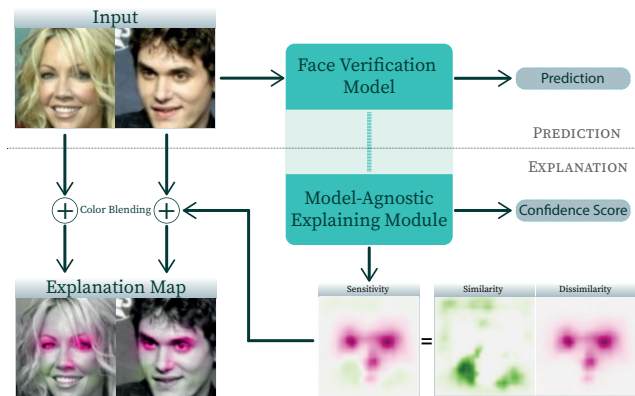 Input
Face Verification
Model
Prediction
PREDICTION
EXPLANATION
Model-Agnostic
Explaining Module
Confidence Score
Color Blending
Explanation Map
Sensitivity
=
Similarity
Dissimilarity